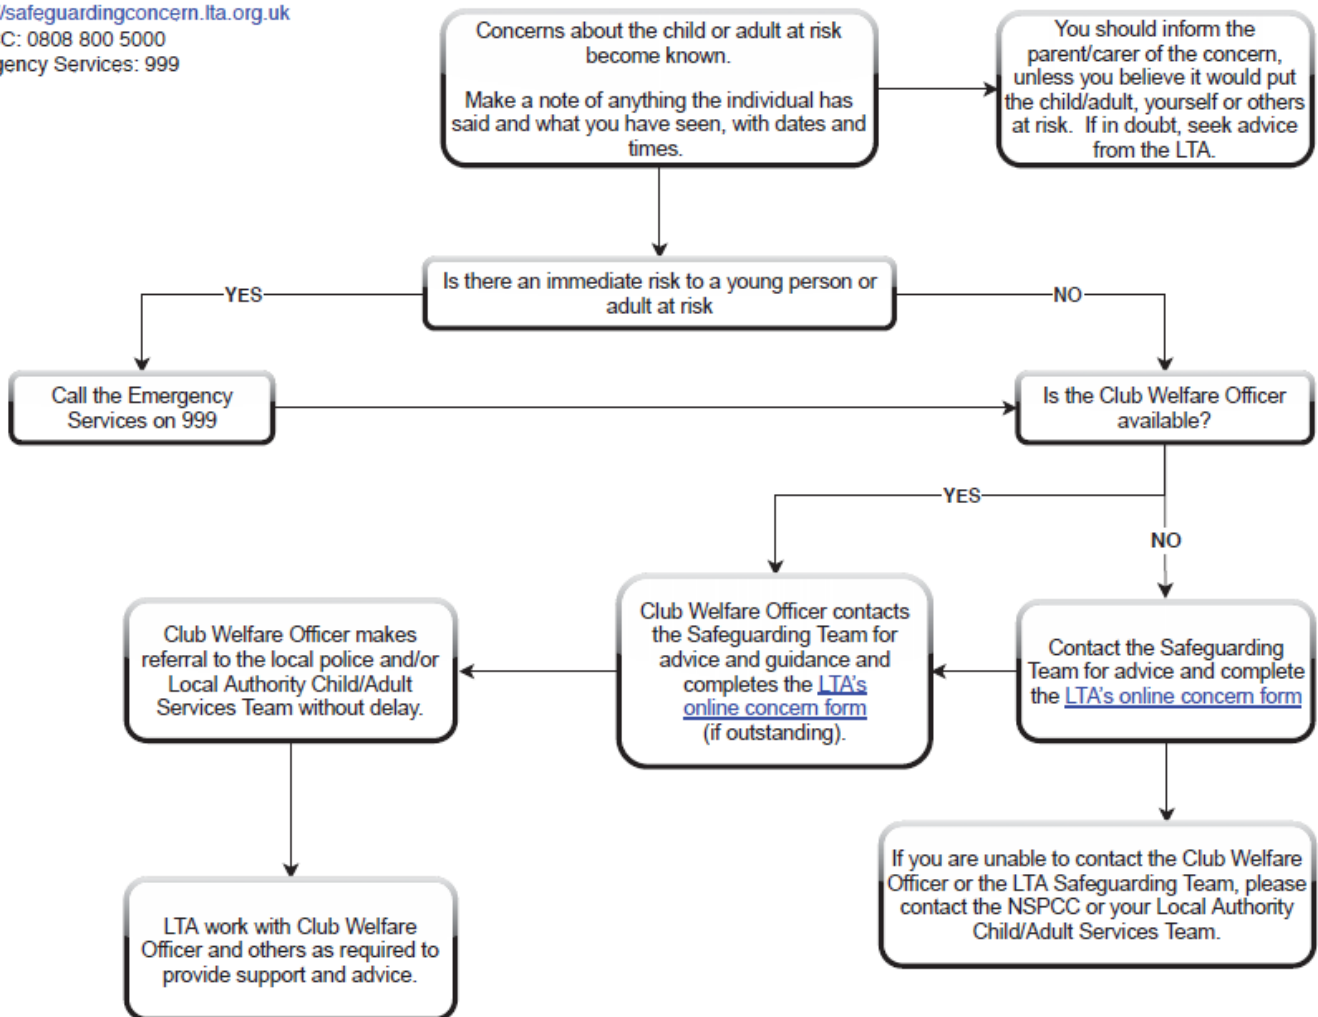 /safeguardingconcern.lta.org.uk
C: 0808 800 5000
gency Services: 999
Concerns about the child or adult at risk
become known.
Make a note of anything the individual has
said and what you have seen, with dates and
times.
You should inform the
parent/carer of the concern,
unless you believe it would put
the child/adult, yourself or others
at risk. If in doubt, seek advice
from the LTA.
Is there an immediate risk to a young person or
adult at risk
YES
NO
Call the Emergency
Services on 999
Is the Club Welfare Officer
available?
YES
NO
Club Welfare Officer makes
referral to the local police and/or
Local Authority Child/Adult
Services Team without delay.
Club Welfare Officer contacts
the Safeguarding Team for
advice and guidance and
completes the LTA's
online concern form
(if outstanding).
Contact the Safeguarding
Team for advice and complete
the LTA's online concern form
If you are unable to contact the Club Welfare
Officer or the LTA Safeguarding Team, please
contact the NSPCC or your Local Authority
Child/Adult Services Team.
LTA work with Club Welfare
Officer and others as required to
provide support and advice.